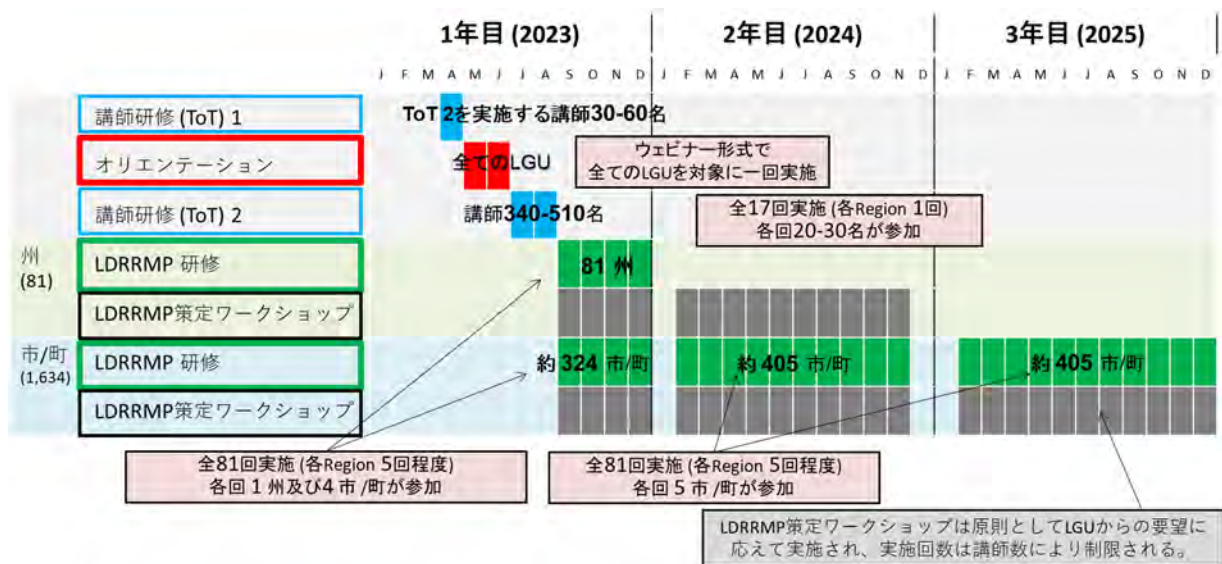 1年目 (2023) 2年目 (2024) 3年目 (2025)
J F M A M J J A S O N D J F M A M J J A S O N D J F M A M J J A S O N D
講師研修 (ToT) 1
ToT 2を実施する講師30-60名
オリエンテーション
全てのLGU
ウェビナー形式で
全てのLGUを対象に一回実施
講師研修 (ToT) 2
講師340-510名
全17回実施 (各Region 1回)
各回20-30名が参加
州
(81)
LDRRMP 研修
81 州
LDRRMP策定ワークショップ
市/町
(1,634)
LDRRMP 研修
約 324 市/町
約 405 市/町
約 405 市/町
LDRRMP策定ワークショップ
全81回実施 (各Region 5回程度)
各回 1 州及び4 市 /町が参加
全81回実施 (各Region 5回程度)
各回 5 市 /町が参加
LDRRMP策定ワークショップは原則としてLGUからの要望に
応えて実施され、実施回数は講師数により制限される。